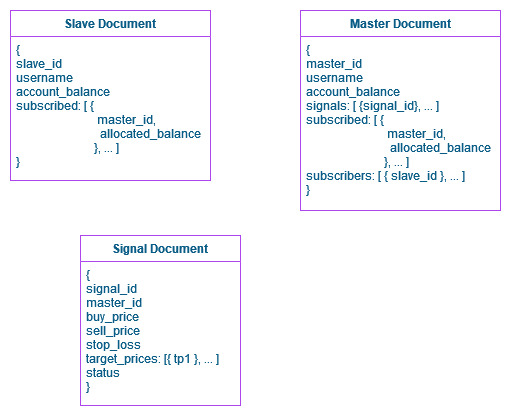 Slave Document
{
slave_id
username
account_balance
subscribed: [ {
master_id,
allocated_balance
}, ... ]
}
Master Document
{
master_id
username
account_balance
signals: [ {signal_id}, ... ]
subscribed: [ {
master_id,
allocated_balance
}, ... ]
subscribers: [ { slave_id }, ... ]
}
Signal Document
{
signal_id
master_id
buy_price
sell_price
stop_loss
target_prices: [{ tp1 }, ... ]
status
}